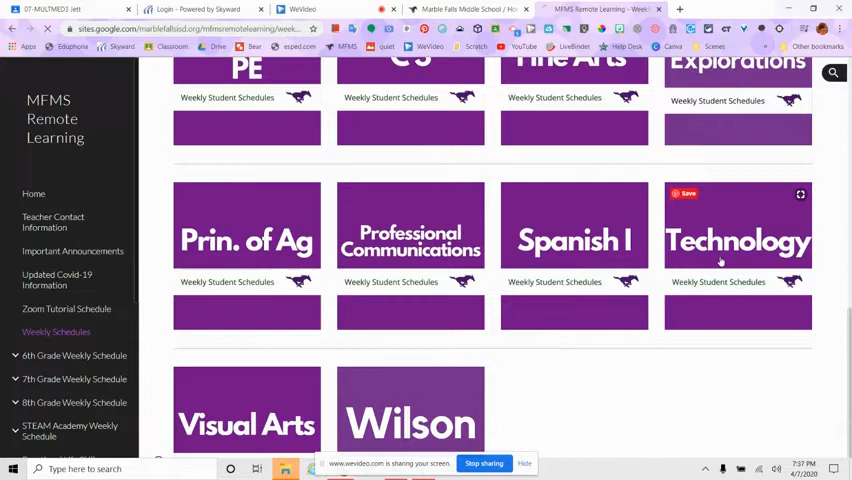 07-MULTMED3 Jett
Login - Powered by Skyward
WeVideo
Marble Falls Middle School / Ho
MFMS Remote Learning - Weekl
sites.google.com/marblefallsisd.org/mfmsremotelearning/week...
Apps
Eduphoria
Skyward
Classroom
Drive
Bear
esped.com
MFMS
quiet
WeVideo
Scratch
YouTube
LiveBinder
Help Desk
Canva
Scenes
Other bookmarks
MFMS
Remote
Learning
Home
Teacher Contact
Information
Important Announcements
Updated Covid-19
Information
Zoom Tutorial Schedule
Weekly Schedules
6th Grade Weekly Schedule
7th Grade Weekly Schedule
8th Grade Weekly Schedule
STEAM Academy Weekly
Schedule
PE
Fine Arts
Explorations
Weekly Student Schedules
Weekly Student Schedules
Weekly Student Schedules
Weekly Student Schedules
Save
Prin. of Ag
Professional
Communications
Spanish I
Technology
Weekly Student Schedules
Weekly Student Schedules
Weekly Student Schedules
Weekly Student Schedules
Visual Arts
Wilson
www.wevideo.com is sharing your screen.
Stop sharing
Hide
Type here to search
7:37 PM
4/7/2020